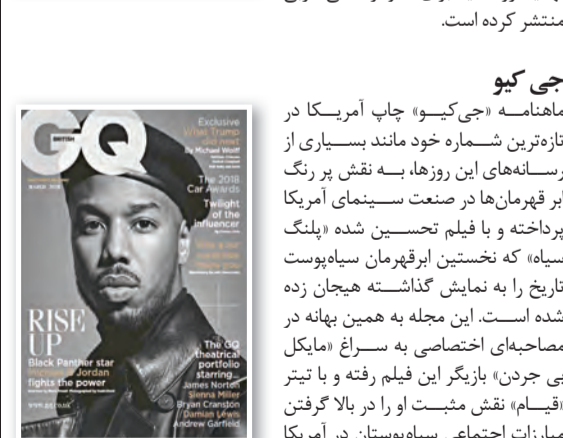 منتشر کرده است.
جی کیو
ماهنامه «جی‌کیو» چاپ آمریکا در
تازه‌ترین شماره خود مانند بسیاری از
رسانه‌های این روزها، به نقش پر رنگ
ابر قهرمان‌ها در صنعت سینمای آمریکا
پرداخته و با فیلم تحسین شده «پلنگ
سیاه» که نخستین ابرقهرمان سیاه‌پوست
تاریخ را به نمایش گذاشته هیجان زده
شده است. این مجله به همین بهانه در
مصاحبه‌ای اختصاصی به سراغ «مایکل
بی جردن» بازیگر این فیلم رفته و با تیتر
«قیام» نقش مثبت او را در بالا گرفتن
مبارزات اجتماعی سیاه‌پوستان در آمریکا
GQ
BRITISH
MARCH 2018
Exclusive
What Trump
did next
By Michael Wolff
The 2018
Car Awards
Twilight
of the
Influencer
RISE
UP
Black Panther star
Michael B Jordan
fights the power
www.gq.co.uk
The GQ
theatrical
portfolio
starring...
James Norton
Sienna Miller
Bryan Cranston
Damian Lewis
Andrew Garfield